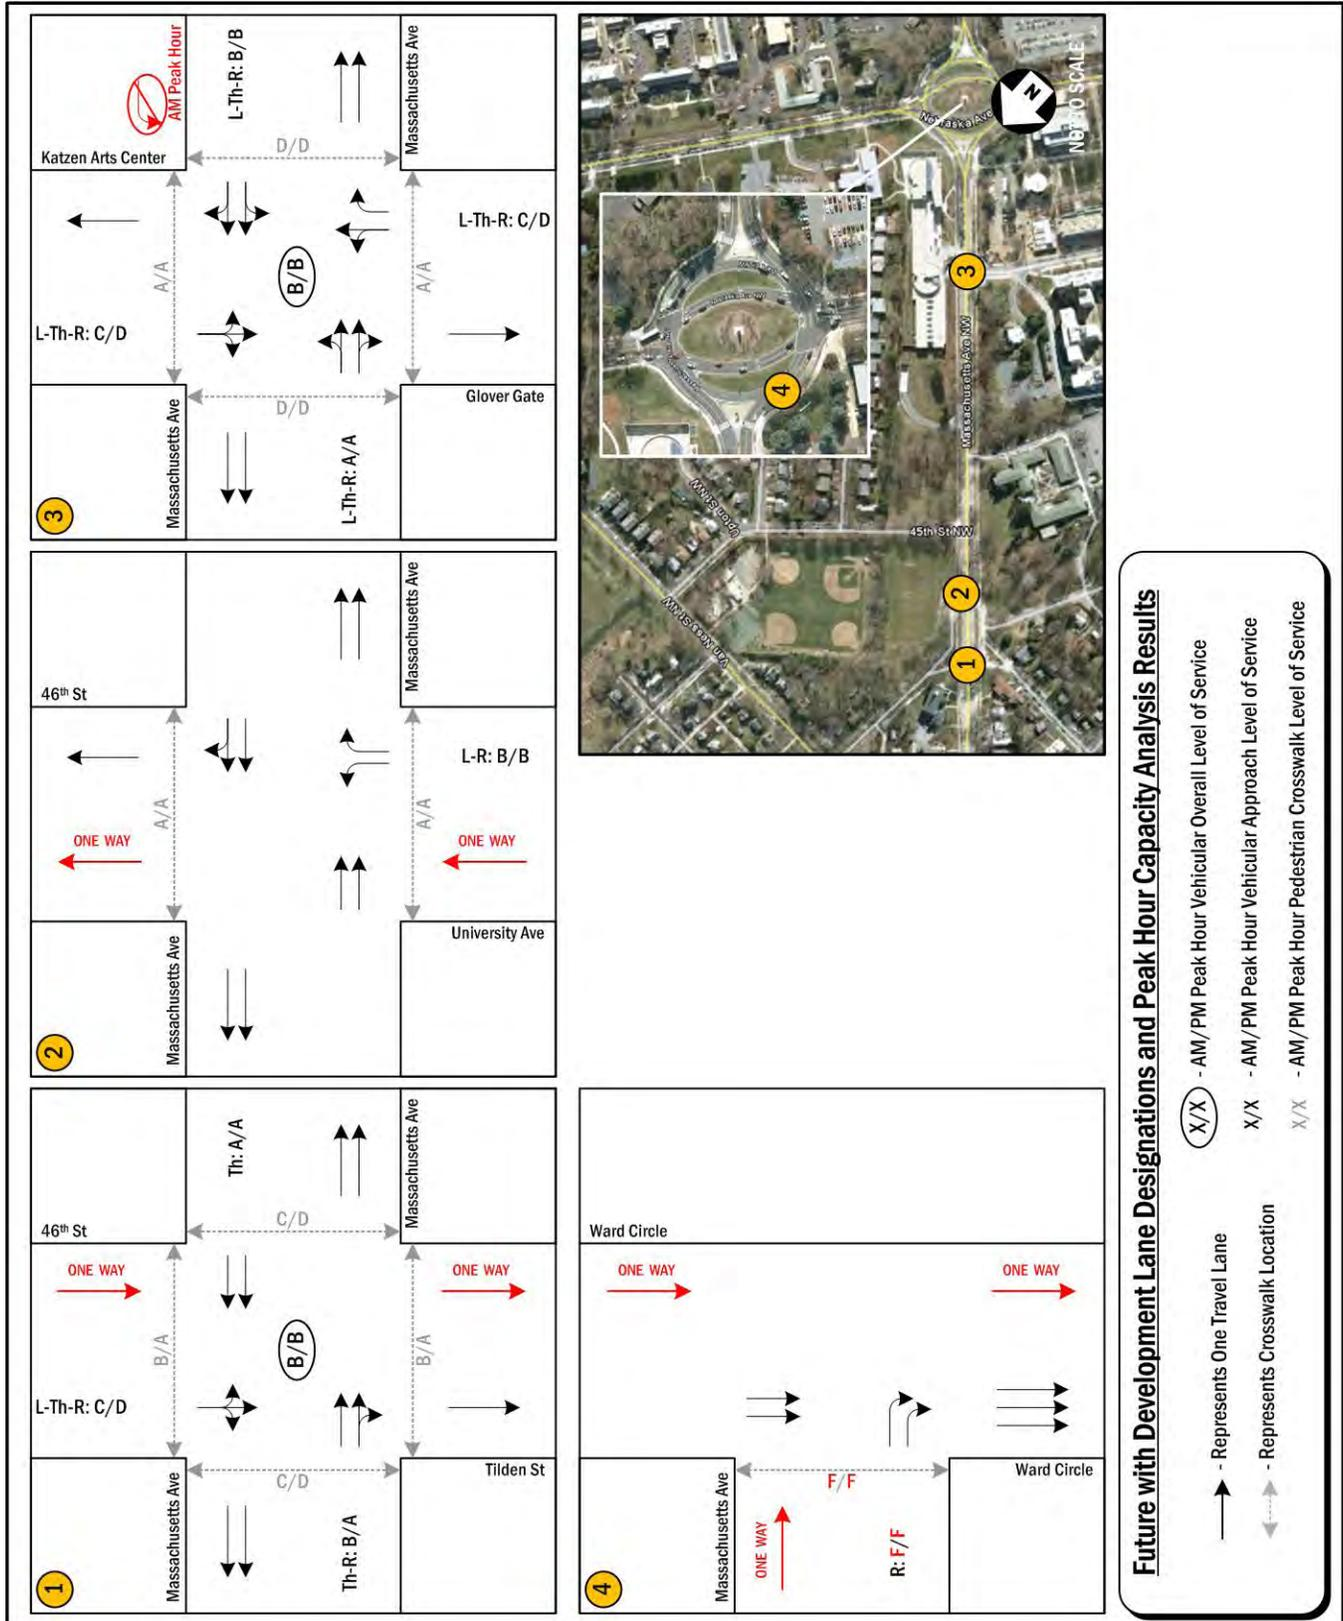 1
46th St
Massachusetts Ave
ONE WAY
L-Th-R: C/D
B/A
Th: A/A
C/D
B/B
C/D
ONE WAY
B/A
Massachusetts Ave
Th-R: B/A
Tilden St
2
46th St
Massachusetts Ave
ONE WAY
A/A
L-R: B/B
A/A
ONE WAY
Massachusetts Ave
University Ave
3
Katzen Arts Center
AM Peak Hour
Massachusetts Ave
L-Th-R: C/D
A/A
L-Th-R: B/B
D/D
B/B
D/D
L-Th-R: A/A
A/A
L-Th-R: C/D
Massachusetts Ave
Glover Gate
4
Ward Circle
Massachusetts Ave
ONE WAY
ONE WAY
ONE WAY
F/F
R: F/F
Ward Circle
Van Ness St NW
Upton St NW
45th St NW
Massachusetts Ave NW
Nebraska Ave
1
2
3
4
N
NOT TO SCALE
Future with Development Lane Designations and Peak Hour Capacity Analysis Results
- Represents One Travel Lane
- Represents Crosswalk Location
X/X - AM/PM Peak Hour Vehicular Overall Level of Service
X/X - AM/PM Peak Hour Vehicular Approach Level of Service
X/X - AM/PM Peak Hour Pedestrian Crosswalk Level of Service